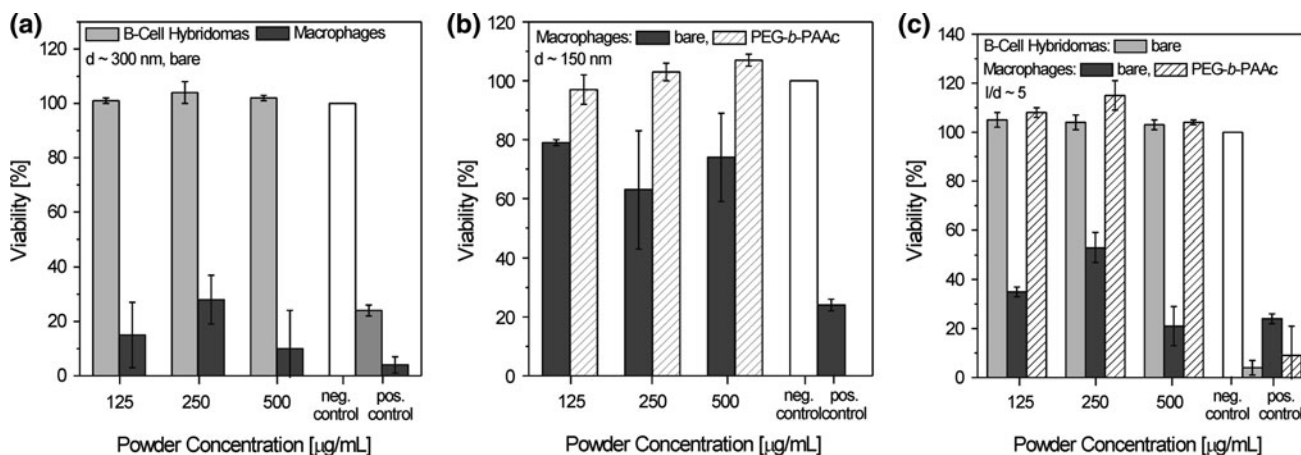 (a)
B-Cell Hybridomas Macrophages
d ~ 300 nm, bare
120
100
80
60
40
20
0
Viability [%]
125 250 500 neg. control pos. control
Powder Concentration [µg/mL]
(b)
Macrophages: bare, PEG-b-PAAc
d ~ 150 nm
120
100
80
60
40
20
0
Viability [%]
125 250 500 neg. control pos. control
Powder Concentration [µg/mL]
(c)
B-Cell Hybridomas: bare
Macrophages: bare, PEG-b-PAAc
l/d ~ 5
140
120
100
80
60
40
20
0
Viability [%]
125 250 500 neg. control pos. control
Powder Concentration [µg/mL]